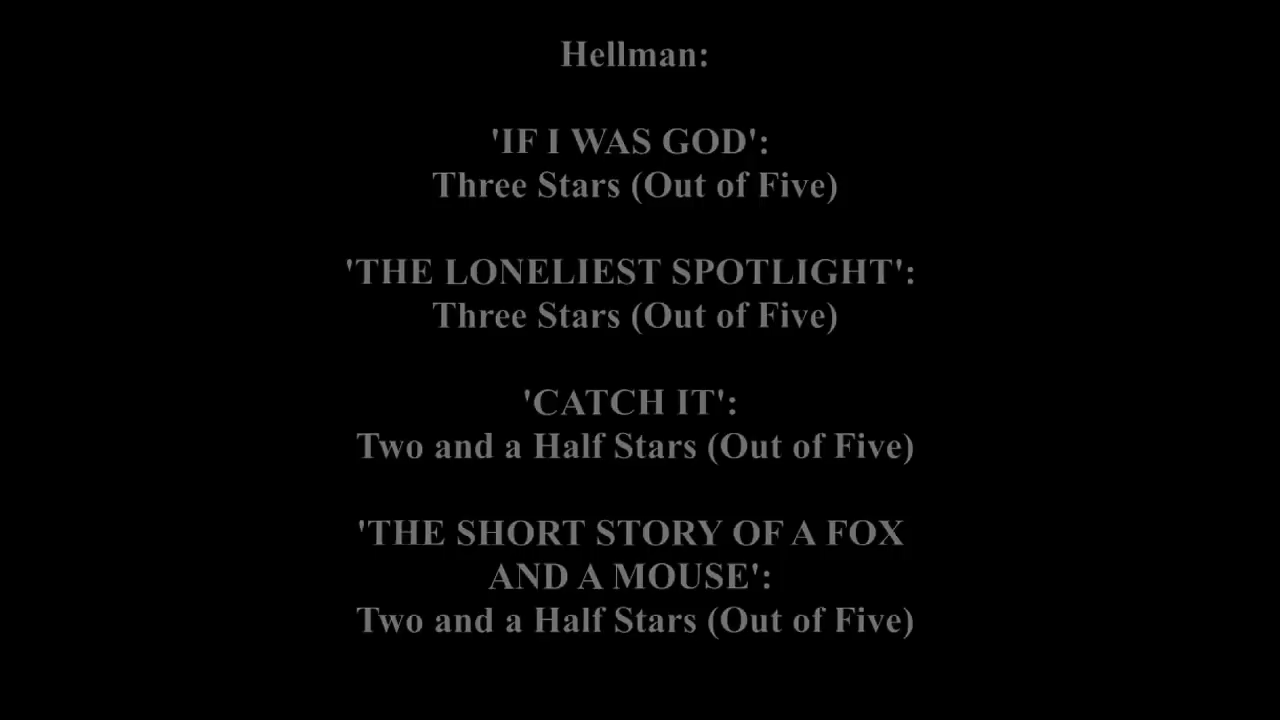 Hellman:
'IF I WAS GOD':
Three Stars (Out of Five)
'THE LONELIEST SPOTLIGHT':
Three Stars (Out of Five)
'CATCH IT':
Two and a Half Stars (Out of Five)
'THE SHORT STORY OF A FOX
AND A MOUSE':
Two and a Half Stars (Out of Five)